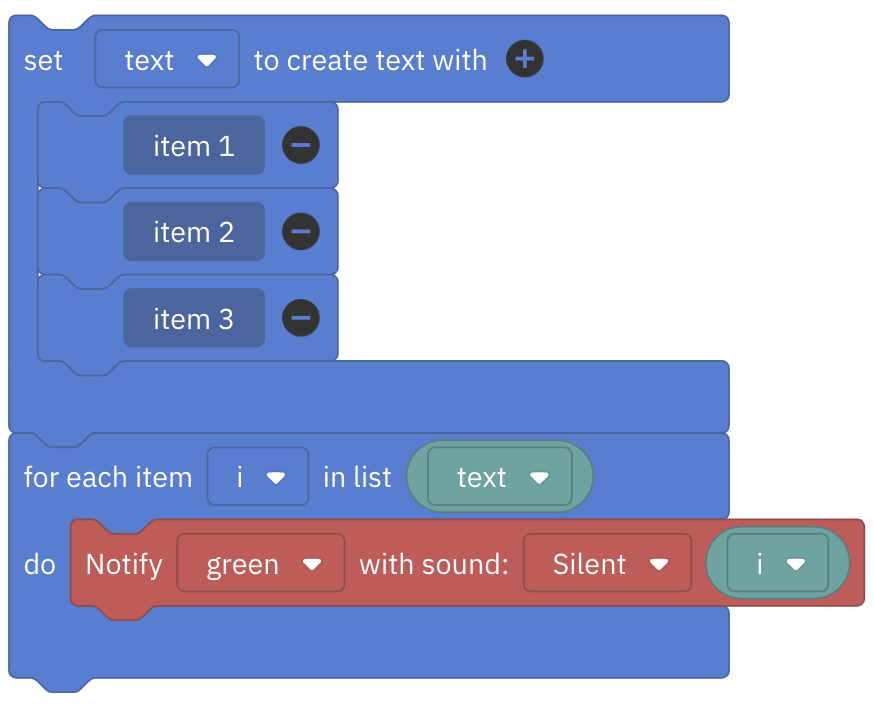 set text to create text with
item 1
item 2
item 3
for each item i in list text
do Notify green with sound: Silent i